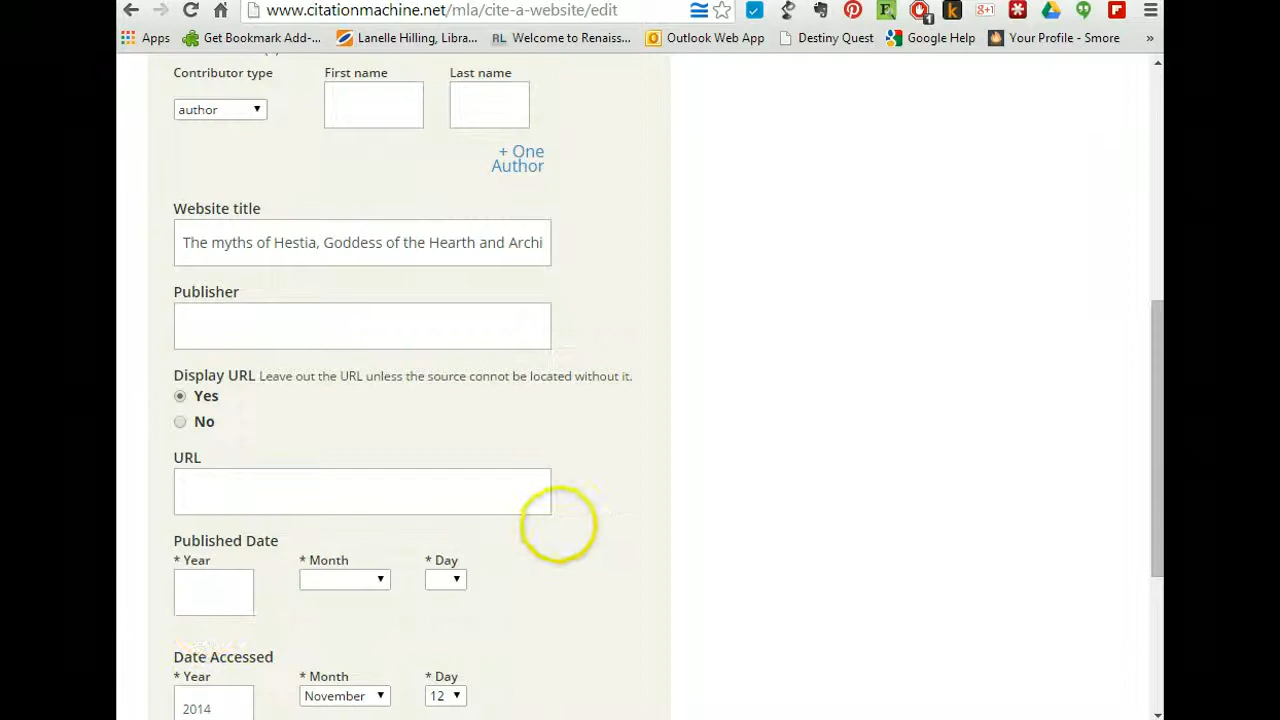 www.citationmachine.net/mla/cite-a-website/edit
Apps Get Bookmark Add-... Lanelle Hilling, Libra... RL Welcome to Renaiss... Outlook Web App Destiny Quest Google Help Your Profile - Smore »
Contributor type First name Last name
author
+ One
Author
Website title
The myths of Hestia, Goddess of the Hearth and Archi
Publisher
Display URL Leave out the URL unless the source cannot be located without it.
Yes
No
URL
Published Date
* Year * Month * Day
Date Accessed
* Year * Month * Day
2014 November 12